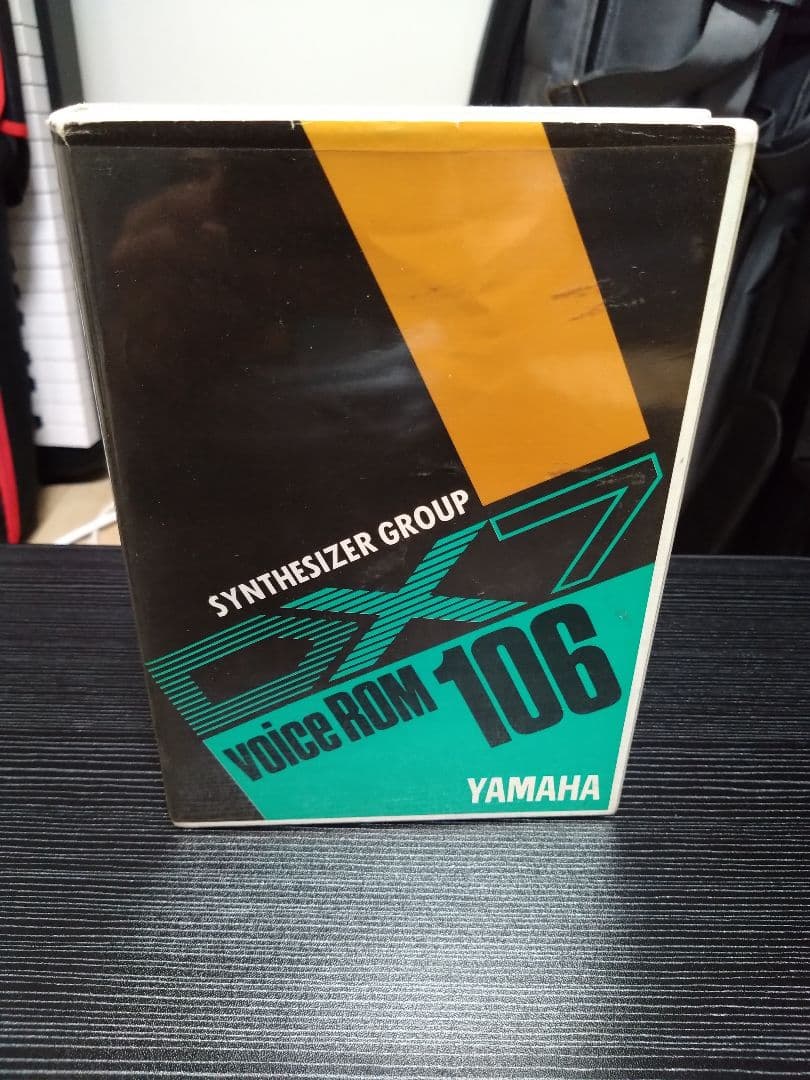 SYNTHESIZER GROUP
DX7
voice ROM 106
YAMAHA